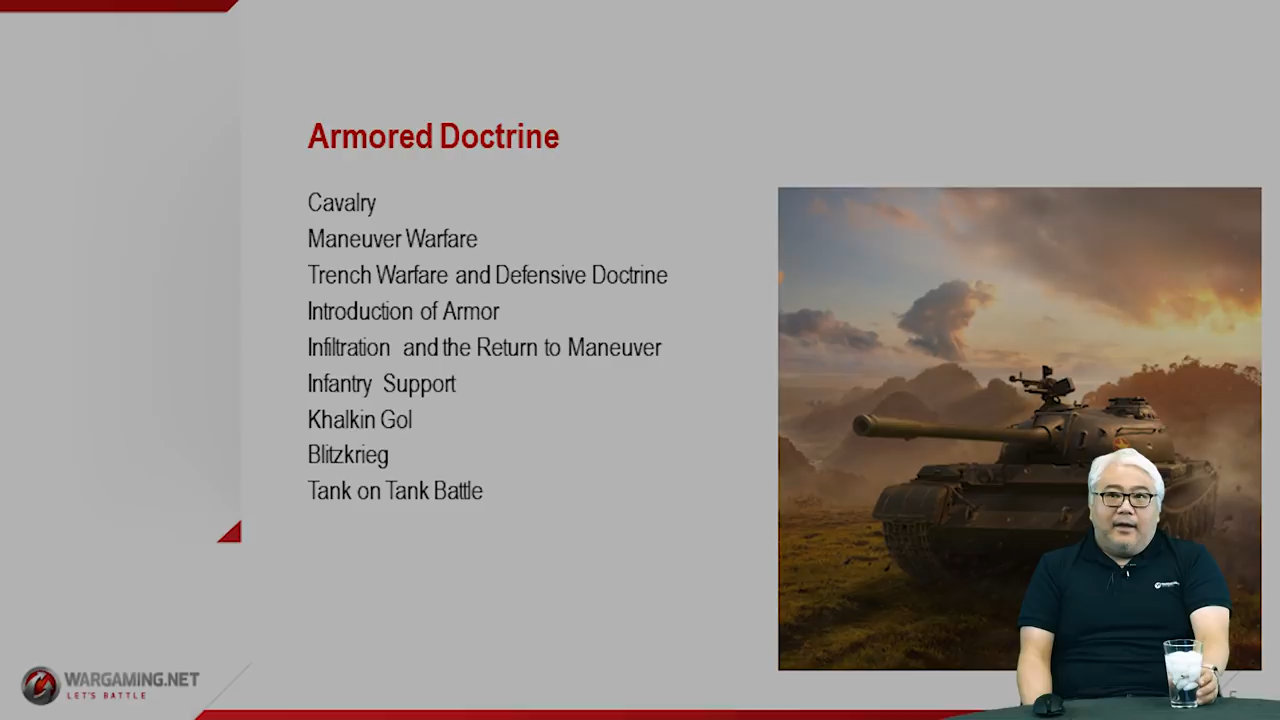 Armored Doctrine
Cavalry
Maneuver Warfare
Trench Warfare and Defensive Doctrine
Introduction of Armor
Infiltration and the Return to Maneuver
Infantry Support
Khalkin Gol
Blitzkrieg
Tank on Tank Battle
WARGAMING.NET
LET'S BATTLE